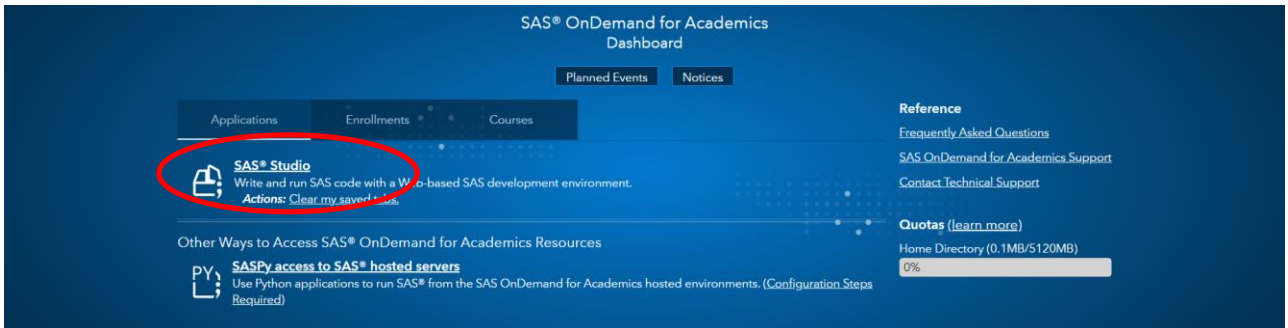 SAS® OnDemand for Academics
Dashboard
Planned Events
Notices
Applications
Enrollments
Courses
SAS® Studio
Write and run SAS code with a Web-based SAS development environment.
Actions: Clear my saved tabs.
Other Ways to Access SAS® OnDemand for Academics Resources
PY
SASPy access to SAS® hosted servers
Use Python applications to run SAS® from the SAS OnDemand for Academics hosted environments. (Configuration Steps
Required)
Reference
Frequently Asked Questions
SAS OnDemand for Academics Support
Contact Technical Support
Quotas (learn more)
Home Directory (0.1MB/5120MB)
0%